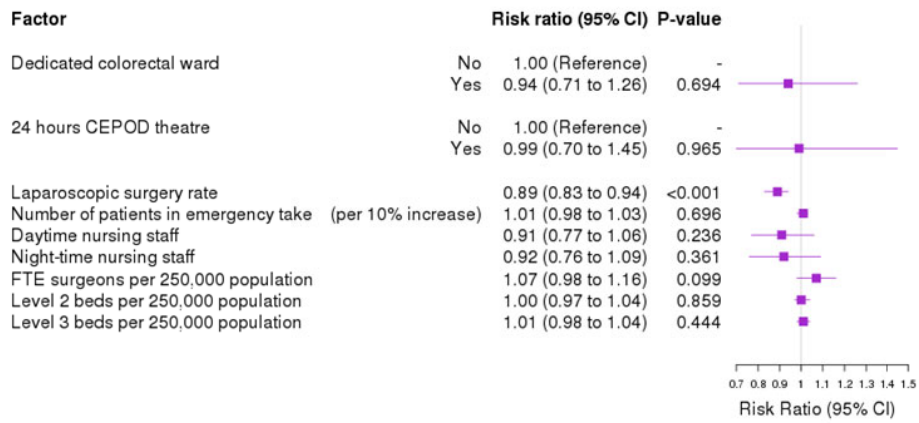 Factor Risk ratio (95% CI) P-value
Dedicated colorectal ward No 1.00 (Reference) -
Yes 0.94 (0.71 to 1.26) 0.694
24 hours CEPOD theatre No 1.00 (Reference) -
Yes 0.99 (0.70 to 1.45) 0.965
Laparoscopic surgery rate 0.89 (0.83 to 0.94) <0.001
Number of patients in emergency take (per 10% increase) 1.01 (0.98 to 1.03) 0.696
Daytime nursing staff 0.91 (0.77 to 1.06) 0.236
Night-time nursing staff 0.92 (0.76 to 1.09) 0.361
FTE surgeons per 250,000 population 1.07 (0.98 to 1.16) 0.099
Level 2 beds per 250,000 population 1.00 (0.97 to 1.04) 0.859
Level 3 beds per 250,000 population 1.01 (0.98 to 1.04) 0.444
0.7 0.8 0.9 1 1.1 1.2 1.3 1.4 1.5
Risk Ratio (95% CI)